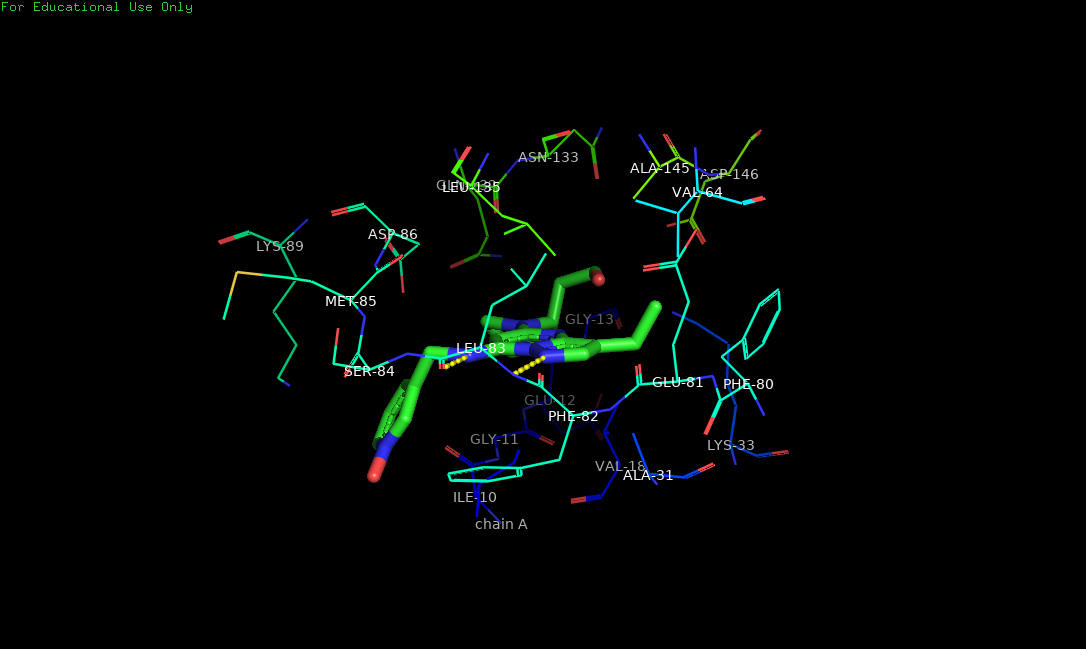 For Educational Use Only
ASN-133
LEU-135
ALA-145
ASP-146
VAL-64
ASP-86
LYS-89
MET-85
GLY-13
LEU-83
SER-84
GLU-81
PHE-80
GLU-12
PHE-82
GLY-11
LYS-33
VAL-18
ALA-31
ILE-10
chain A